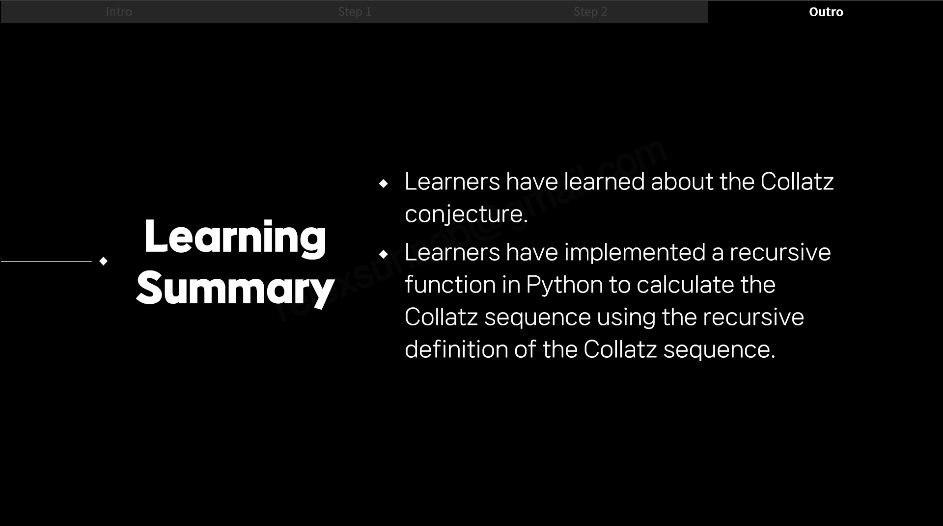 Intro
Step 1
Step 2
Outro
Learning
Summary
Learners have learned about the Collatz
conjecture.
Learners have implemented a recursive
function in Python to calculate the
Collatz sequence using the recursive
definition of the Collatz sequence.